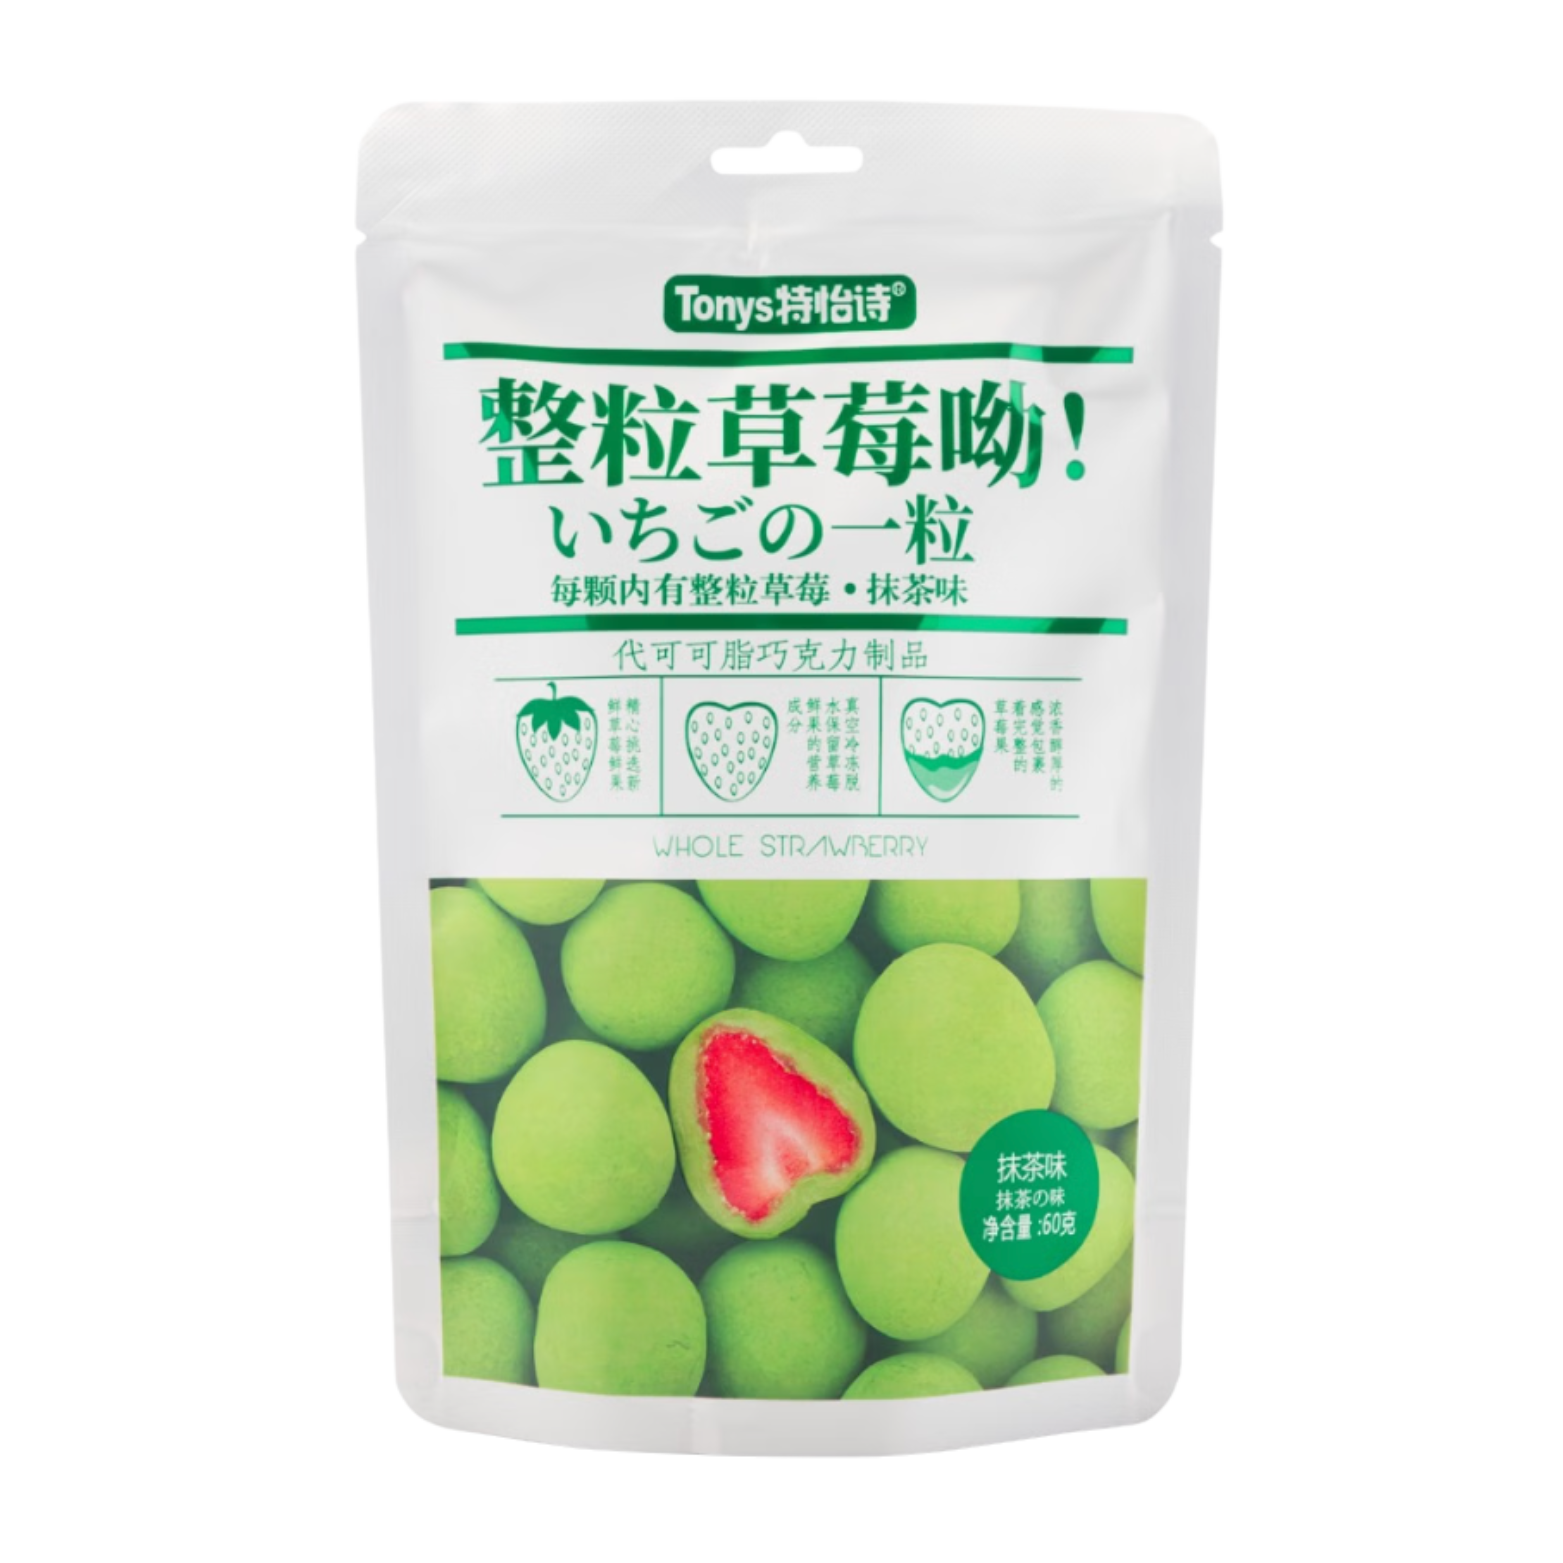 Tonys特怡诗®
整粒草莓呦!
いちごの一粒
每颗内有整粒草莓·抹茶味
代可可脂巧克力制品
精心挑选新
鲜草莓鲜果
真空冷冻脱
水保留草莓
鲜果的营养
成分
浓香醇厚的
感觉包裹
着完整的
草莓果
WHOLE STRAWBERRY
抹茶味
抹茶の味
净含量:60克